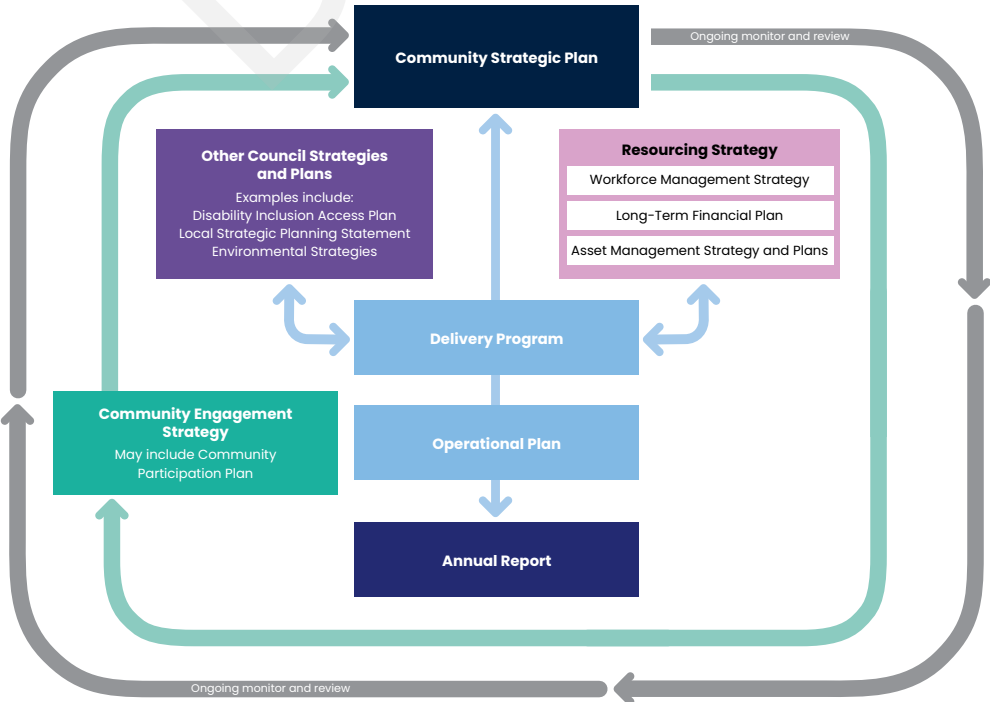 Ongoing monitor and review
Community Strategic Plan
Other Council Strategies
and Plans
Examples include:
Disability Inclusion Access Plan
Local Strategic Planning Statement
Environmental Strategies
Resourcing Strategy
Workforce Management Strategy
Long-Term Financial Plan
Asset Management Strategy and Plans
Delivery Program
Community Engagement
Strategy
May include Community
Participation Plan
Operational Plan
Annual Report
Ongoing monitor and review